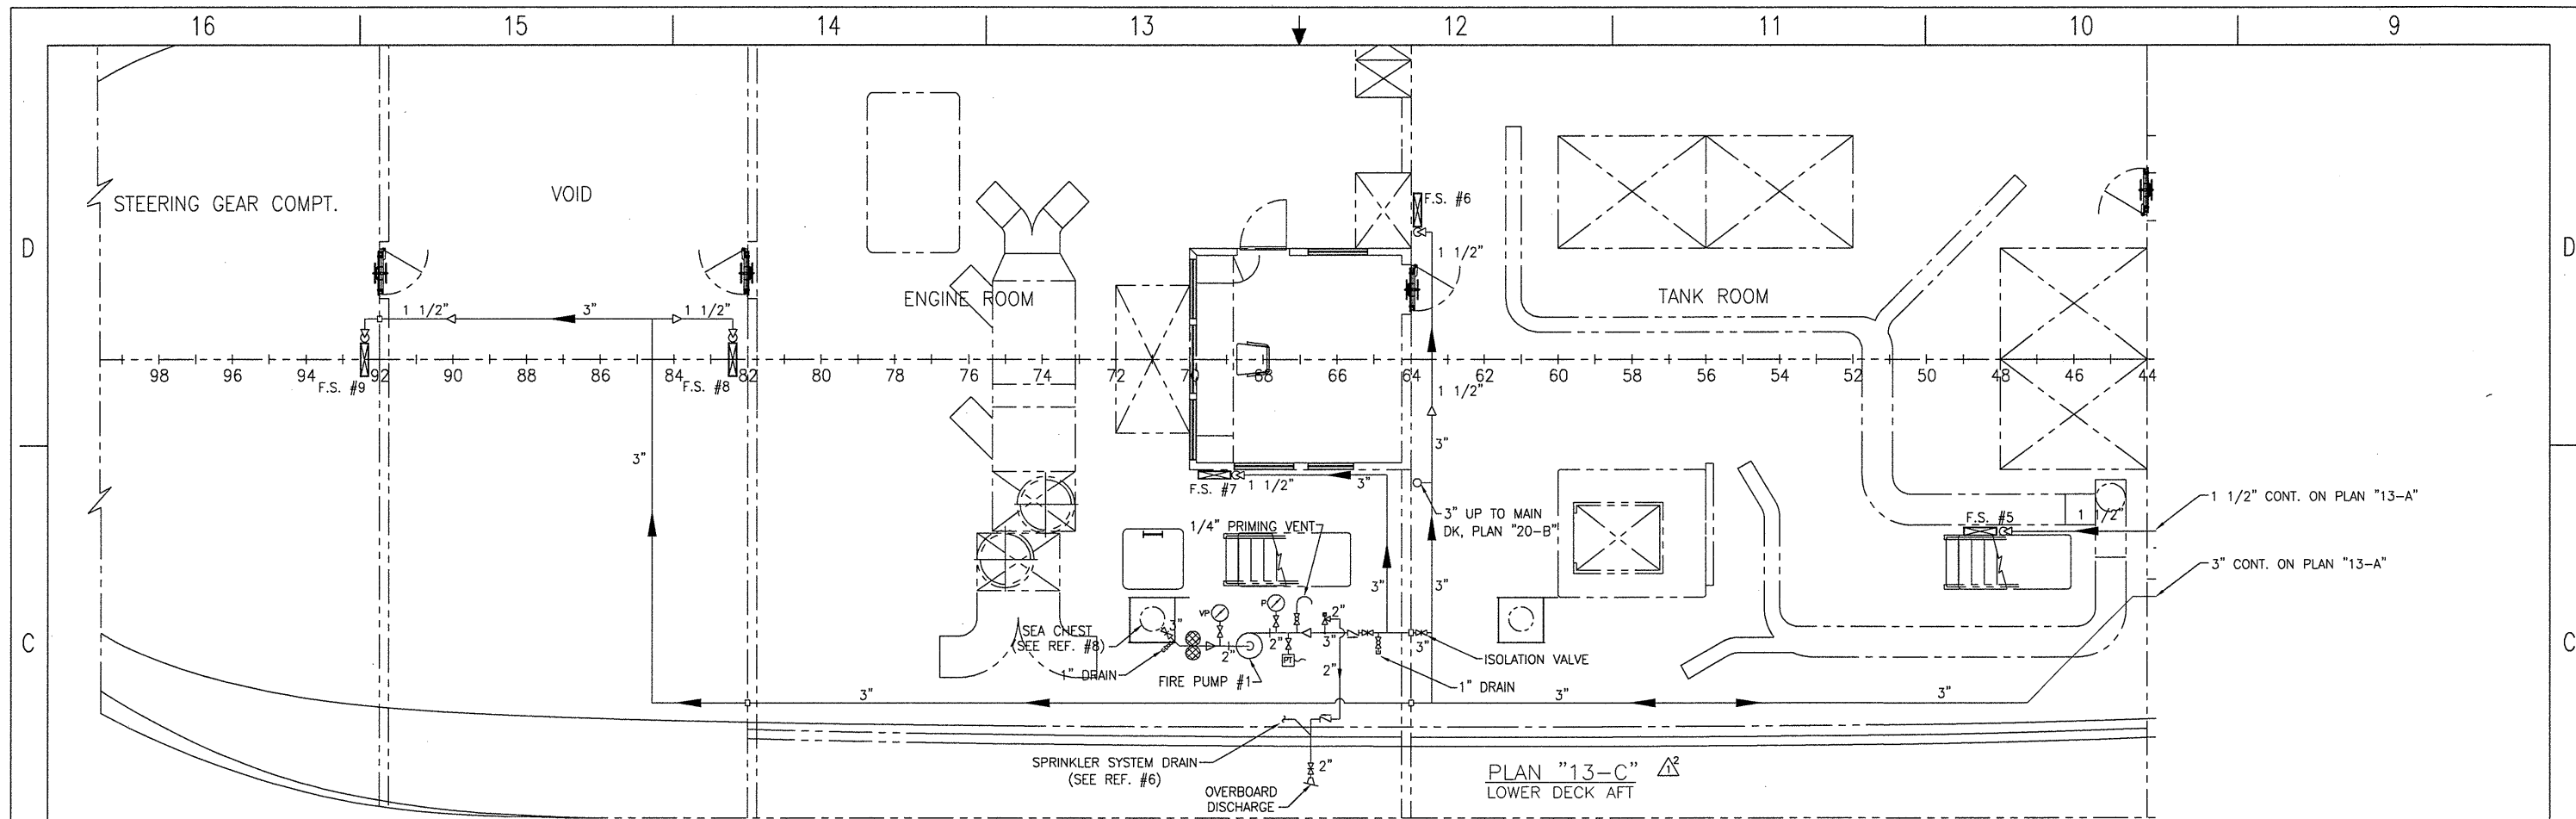 16 15 14 13 12 11 10 9
D
D
C
C
STEERING GEAR COMPT.
VOID
ENGINE ROOM
TANK ROOM
F.S. #6
1 1/2"
1 1/2"
3"
1 1/2"
98 96 94 92 90 88 86 84 82 80 78 76 74 72 70 68 66 64 62 60 58 56 54 52 50 48 46 44
F.S. #9
F.S. #8
1 1/2"
3"
3"
F.S. #7
1 1/2"
3"
3" UP TO MAIN
DK, PLAN "20-B"
1/4" PRIMING VENT
F.S. #5
1 1/2"
1 1/2" CONT. ON PLAN "13-A"
3" CONT. ON PLAN "13-A"
3"
3"
SEA CHEST
(SEE REF. #8)
3"
VP
P
2"
2"
2"
3"
3"
PT
2"
1" DRAIN
FIRE PUMP #1
ISOLATION VALVE
1" DRAIN
3"
3"
3"
SPRINKLER SYSTEM DRAIN
(SEE REF. #6)
2"
OVERBOARD
DISCHARGE
PLAN "13-C" 1 2
LOWER DECK AFT